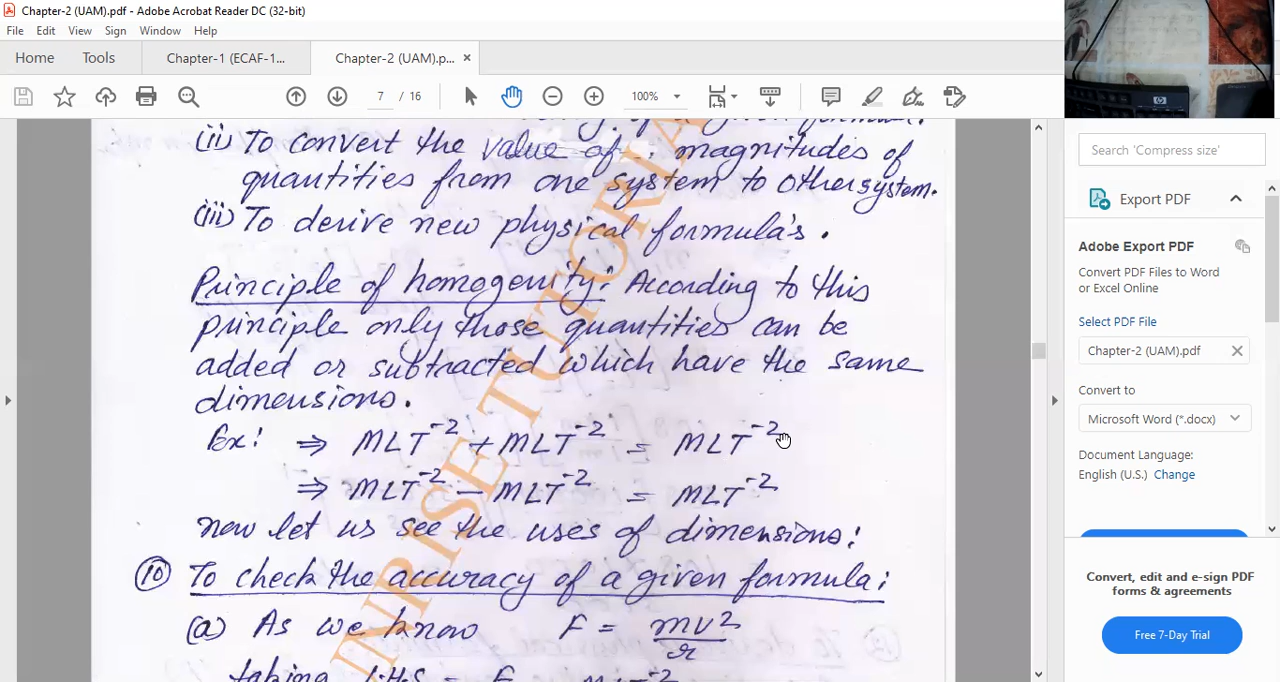 Chapter-2 (UAM).pdf - Adobe Acrobat Reader DC (32-bit)
File Edit View Sign Window Help
Home Tools Chapter-1 (ECAF-1... Chapter-2 (UAM).p... ×
7 / 16 100%
(ii) To convert the value of magnitudes of
quantities from one system to other system.
(iii) To derive new physical formula's.
Principle of homogenity: According to this
principle only those quantities can be
added or subtracted which have the same
dimensions.
Ex! ⇒ MLT⁻² + MLT⁻² = MLT⁻²
⇒ MLT⁻² − MLT⁻² = MLT⁻²
now let us see the uses of dimensions!
(10) To check the accuracy of a given formula:
(a) As we know F = mv²/r
taking L.H.S = F
SUNRISE TUTORIA
hp
Search 'Compress size'
Export PDF
Adobe Export PDF
Convert PDF Files to Word
or Excel Online
Select PDF File
Chapter-2 (UAM).pdf ×
Convert to
Microsoft Word (*.docx)
Document Language:
English (U.S.) Change
Convert, edit and e-sign PDF
forms & agreements
Free 7-Day Trial